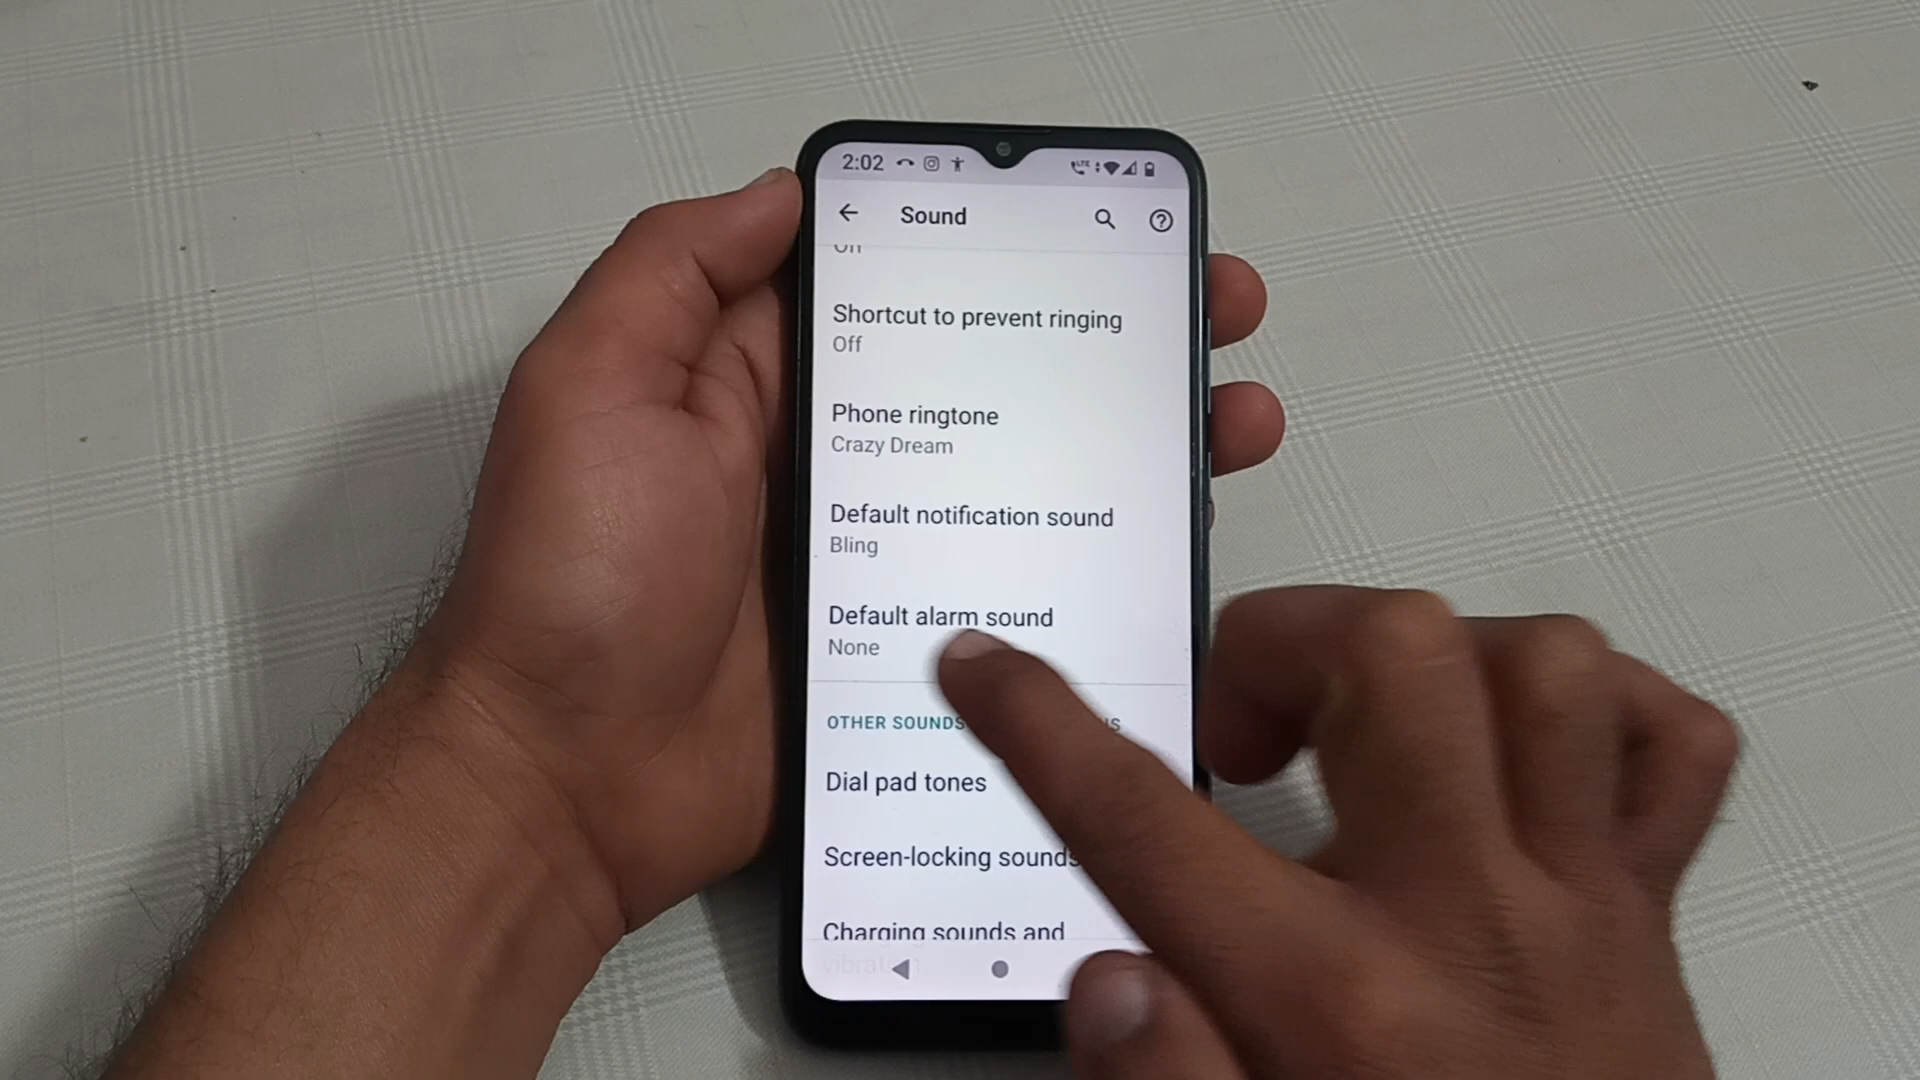 2:02
Sound
Shortcut to prevent ringing
Off
Phone ringtone
Crazy Dream
Default notification sound
Bling
Default alarm sound
None
OTHER SOUNDS
Dial pad tones
Screen-locking sounds
Charging sounds and